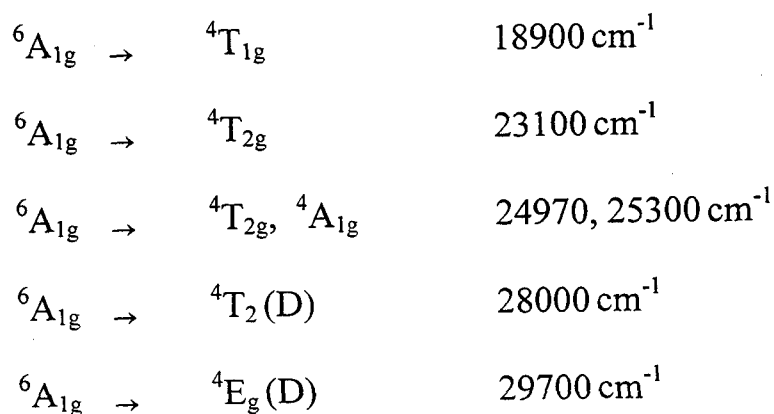 ⁶A₁g → ⁴T₁g 18900 cm⁻¹
⁶A₁g → ⁴T₂g 23100 cm⁻¹
⁶A₁g → ⁴T₂g, ⁴A₁g 24970, 25300 cm⁻¹
⁶A₁g → ⁴T₂ (D) 28000 cm⁻¹
⁶A₁g → ⁴Eg (D) 29700 cm⁻¹